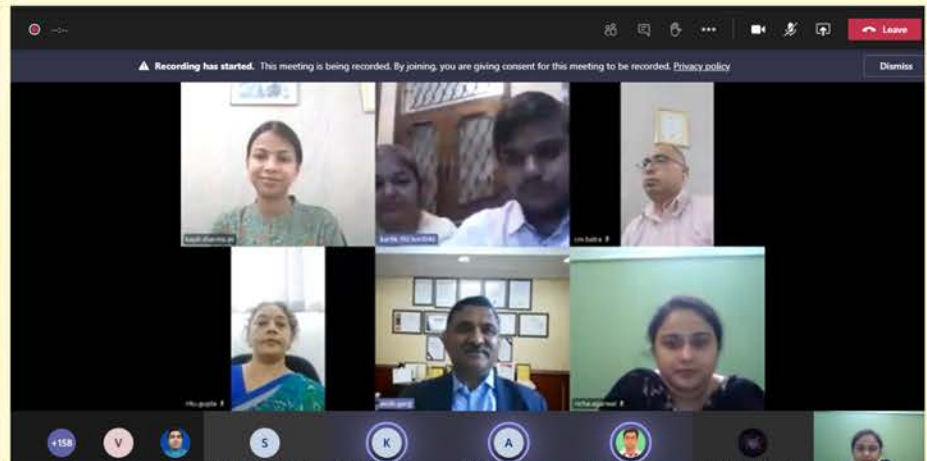 Leave
Recording has started. This meeting is being recorded. By joining, you are giving consent for this meeting to be recorded. Privacy policy
Dismiss
cm.batra
ritu.gupta
richa.agarwal
+158
V
S
K
A